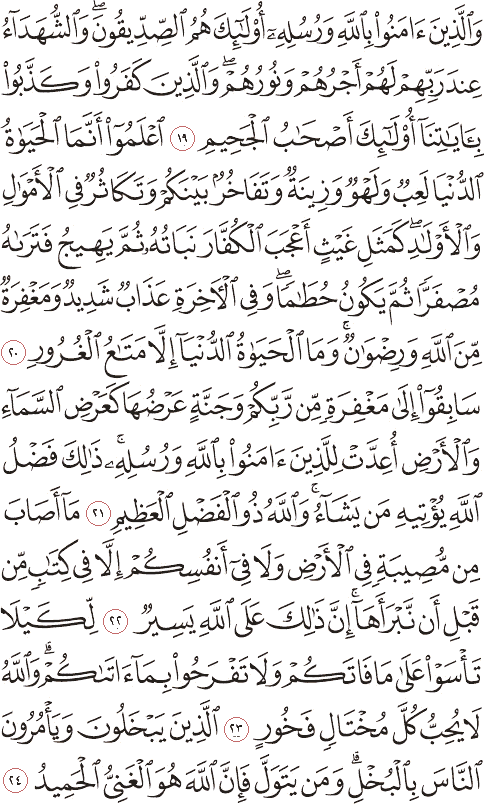 وَٱلَّذِينَ ءَامَنُوا۟ بِٱللَّهِ وَرُسُلِهِۦٓ أُو۟لَـٰٓئِكَ هُمُ ٱلصِّدِّيقُونَ ۖ وَٱلشُّهَدَآءُ
عِندَ رَبِّهِمْ لَهُمْ أَجْرُهُمْ وَنُورُهُمْ ۖ وَٱلَّذِينَ كَفَرُوا۟ وَكَذَّبُوا۟
بِـَٔايَـٰتِنَآ أُو۟لَـٰٓئِكَ أَصْحَـٰبُ ٱلْجَحِيمِ ١٩ ٱعْلَمُوٓا۟ أَنَّمَا ٱلْحَيَوٰةُ
ٱلدُّنْيَا لَعِبٌ وَلَهْوٌ وَزِينَةٌ وَتَفَاخُرٌۢ بَيْنَكُمْ وَتَكَاثُرٌ فِى ٱلْأَمْوَٰلِ
وَٱلْأَوْلَـٰدِ ۖ كَمَثَلِ غَيْثٍ أَعْجَبَ ٱلْكُفَّارَ نَبَاتُهُۥ ثُمَّ يَهِيجُ فَتَرَىٰهُ
مُصْفَرًّا ثُمَّ يَكُونُ حُطَـٰمًا ۖ وَفِى ٱلْـَٔاخِرَةِ عَذَابٌ شَدِيدٌ وَمَغْفِرَةٌ
مِّنَ ٱللَّهِ وَرِضْوَٰنٌ ۚ وَمَا ٱلْحَيَوٰةُ ٱلدُّنْيَآ إِلَّا مَتَـٰعُ ٱلْغُرُورِ ٢٠
سَابِقُوٓا۟ إِلَىٰ مَغْفِرَةٍ مِّن رَّبِّكُمْ وَجَنَّةٍ عَرْضُهَا كَعَرْضِ ٱلسَّمَآءِ
وَٱلْأَرْضِ أُعِدَّتْ لِلَّذِينَ ءَامَنُوا۟ بِٱللَّهِ وَرُسُلِهِۦ ۚ ذَٰلِكَ فَضْلُ
ٱللَّهِ يُؤْتِيهِ مَن يَشَآءُ ۚ وَٱللَّهُ ذُو ٱلْفَضْلِ ٱلْعَظِيمِ ٢١ مَآ أَصَابَ
مِن مُّصِيبَةٍ فِى ٱلْأَرْضِ وَلَا فِىٓ أَنفُسِكُمْ إِلَّا فِى كِتَـٰبٍ مِّن
قَبْلِ أَن نَّبْرَأَهَآ ۚ إِنَّ ذَٰلِكَ عَلَى ٱللَّهِ يَسِيرٌ ٢٢ لِّكَيْلَا
تَأْسَوْا۟ عَلَىٰ مَا فَاتَكُمْ وَلَا تَفْرَحُوا۟ بِمَآ ءَاتَىٰكُمْ ۗ وَٱللَّهُ
لَا يُحِبُّ كُلَّ مُخْتَالٍ فَخُورٍ ٢٣ ٱلَّذِينَ يَبْخَلُونَ وَيَأْمُرُونَ
ٱلنَّاسَ بِٱلْبُخْلِ ۗ وَمَن يَتَوَلَّ فَإِنَّ ٱللَّهَ هُوَ ٱلْغَنِىُّ ٱلْحَمِيدُ ٢٤